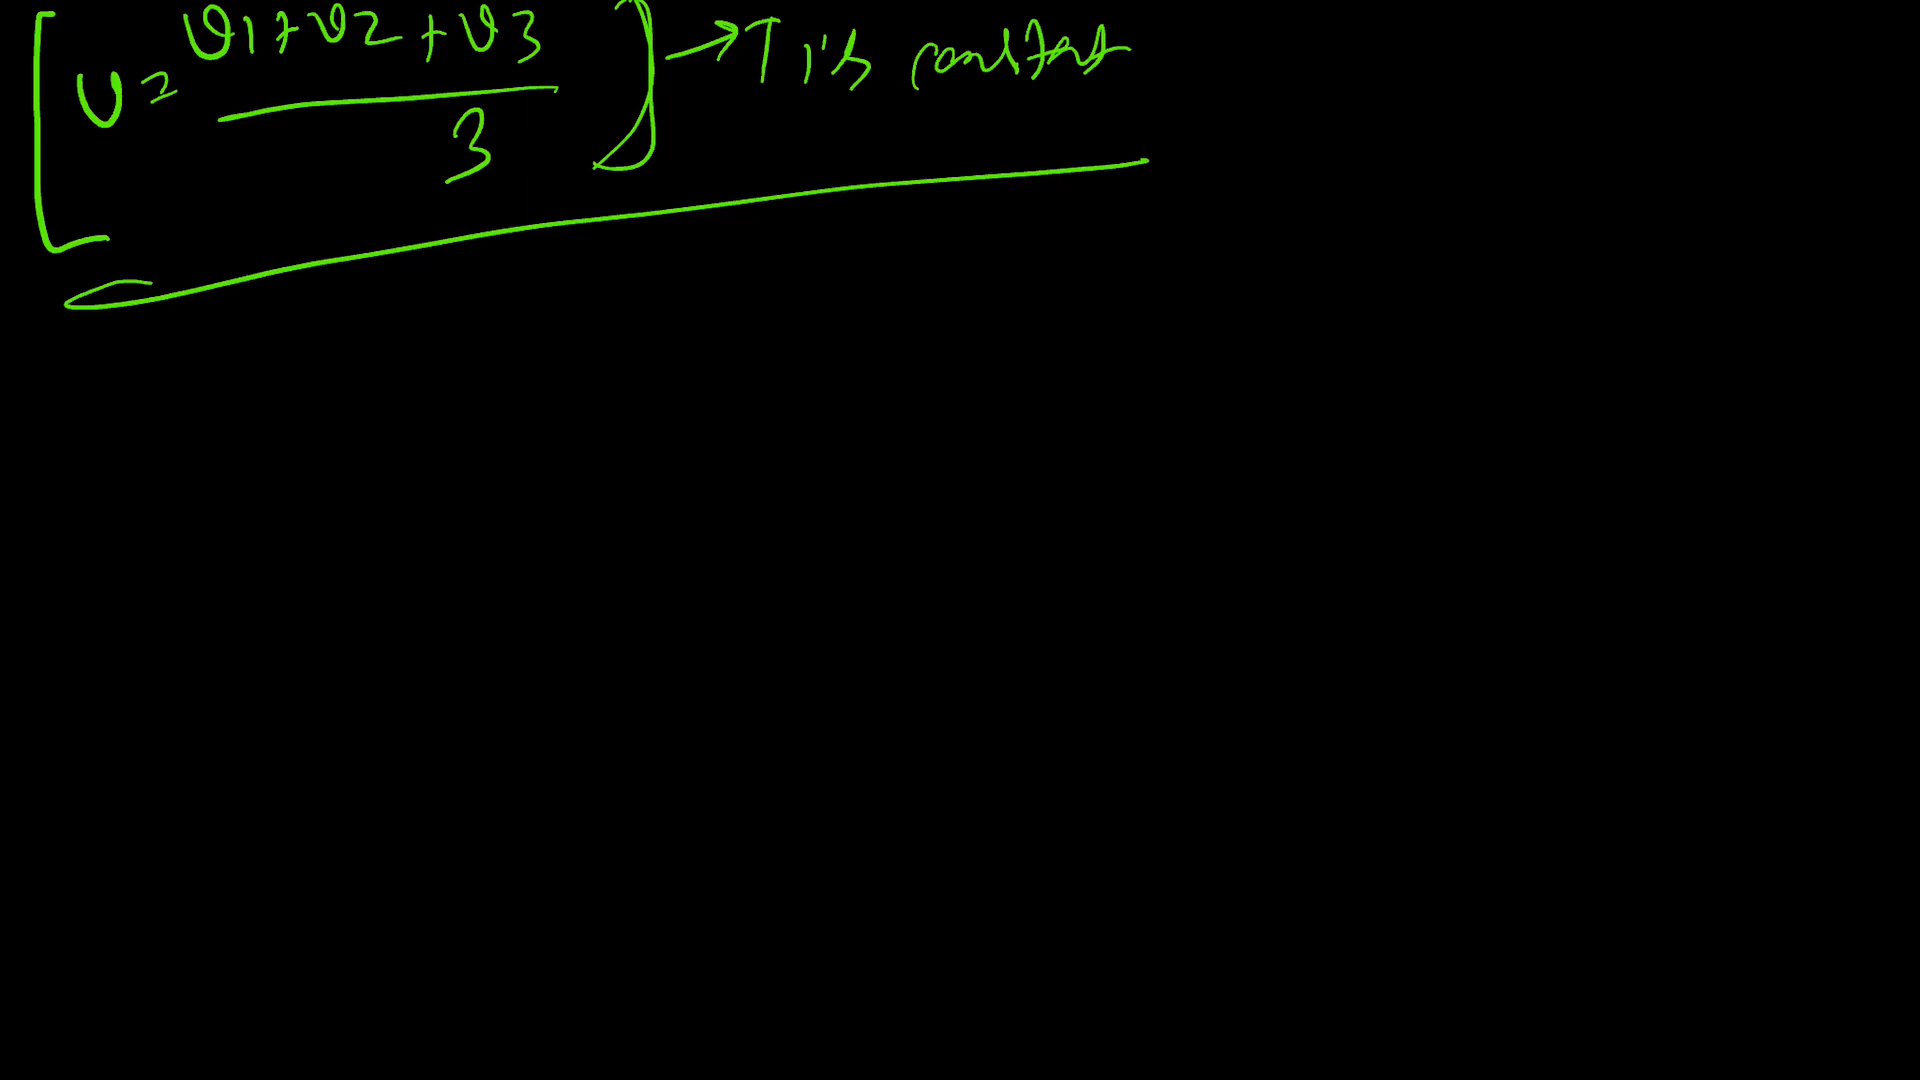 [v = (v1+v2+v3)/3] → T is constant